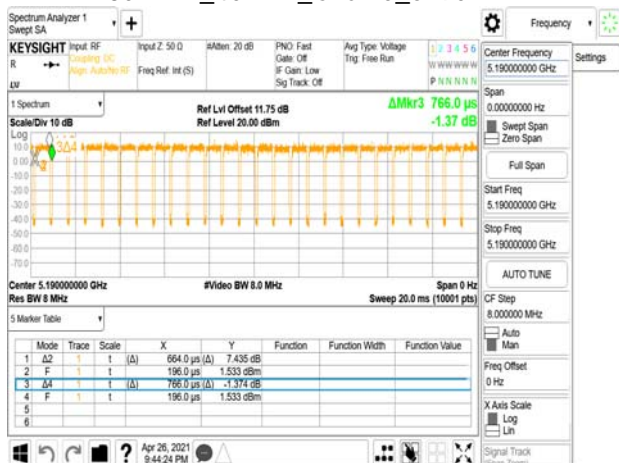 Spectrum Analyzer 1
Swept SA
KEYSIGHT
R
Input: RF
Coupling: DC
Align: Auto/No RF
Input Z: 50 Ω
Freq Ref: Int (S)
#Atten: 20 dB
PNO: Fast
Gate: Off
IF Gain: Low
Sig Track: Off
Avg Type: Voltage
Trig: Free Run
1 2 3 4 5 6
W W W W W W
P N N N N N
1 Spectrum
Scale/Div 10 dB
Ref Lvl Offset 11.75 dB
Ref Level 20.00 dBm
ΔMkr3 766.0 µs
-1.37 dB
Log
10.0
0.00
-10.0
-20.0
-30.0
-40.0
-50.0
-60.0
-70.0
3Δ4
Center 5.190000000 GHz
Res BW 8 MHz
#Video BW 8.0 MHz
Span 0 Hz
Sweep 20.0 ms (10001 pts)
5 Marker Table
Mode Trace Scale X Y Function Function Width Function Value
1 Δ2 1 t (Δ) 664.0 µs (Δ) 7.435 dB
2 F 1 t 196.0 µs 1.533 dBm
3 Δ4 1 t (Δ) 766.0 µs (Δ) -1.374 dB
4 F 1 t 196.0 µs 1.533 dBm
5
6
?
Apr 26, 2021
9:44:24 PM
Frequency
Settings
Center Frequency
5.190000000 GHz
Span
0.00000000 Hz
Swept Span
Zero Span
Full Span
Start Freq
5.190000000 GHz
Stop Freq
5.190000000 GHz
AUTO TUNE
CF Step
8.000000 MHz
Auto
Man
Freq Offset
0 Hz
X Axis Scale
Log
Lin
Signal Track